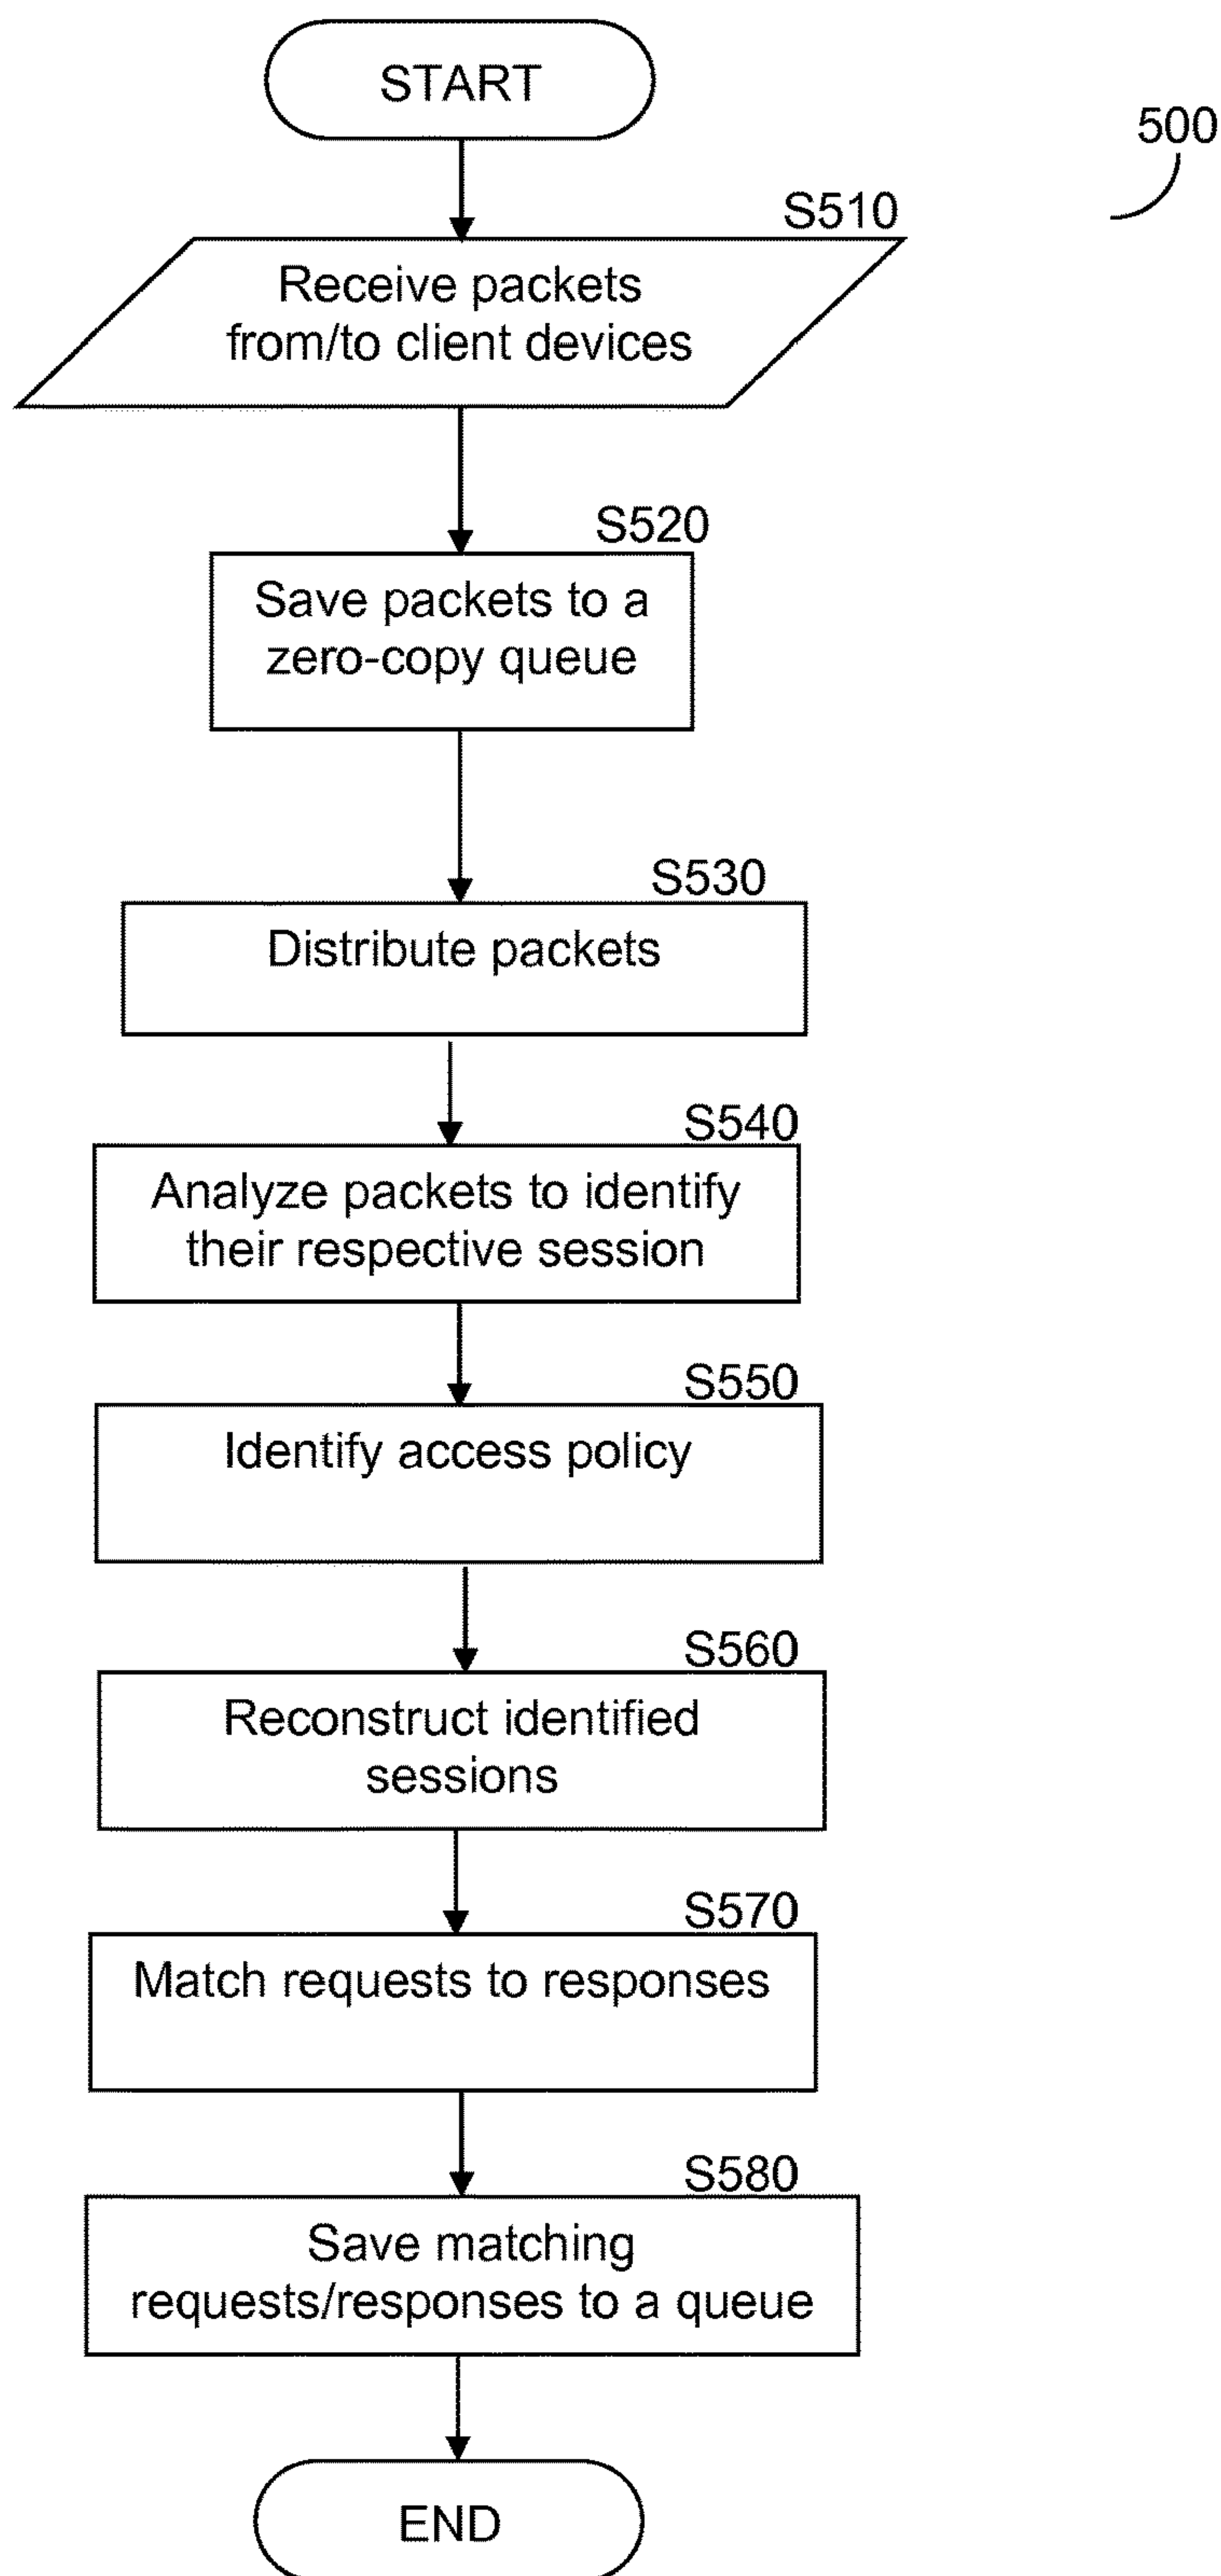 START
500
S510
Receive packets
from/to client devices
S520
Save packets to a
zero-copy queue
S530
Distribute packets
S540
Analyze packets to identify
their respective session
S550
Identify access policy
S560
Reconstruct identified
sessions
S570
Match requests to responses
S580
Save matching
requests/responses to a queue
END